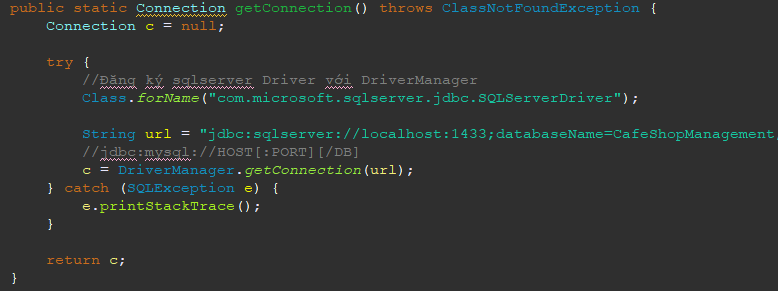 public static Connection getConnection() throws ClassNotFoundException {
Connection c = null;
try {
//Đăng ký sqlserver Driver với DriverManager
Class.forName("com.microsoft.sqlserver.jdbc.SQLServerDriver");
String url = "jdbc:sqlserver://localhost:1433;databaseName=CafeShopManagement;
//jdbc:mysql://HOST[:PORT][/DB]
c = DriverManager.getConnection(url);
} catch (SQLException e) {
e.printStackTrace();
}
return c;
}